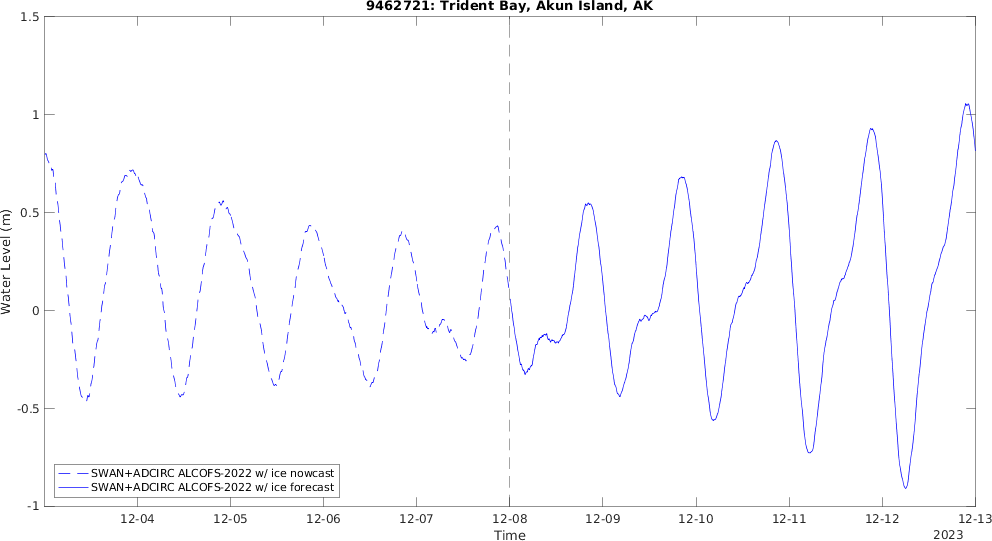 9462721: Trident Bay, Akun Island, AK
1.5
1
0.5
0
-0.5
-1
Water Level (m)
SWAN+ADCIRC ALCOFS-2022 w/ ice nowcast
SWAN+ADCIRC ALCOFS-2022 w/ ice forecast
12-04 12-05 12-06 12-07 12-08 12-09 12-10 12-11 12-12 12-13
Time
2023